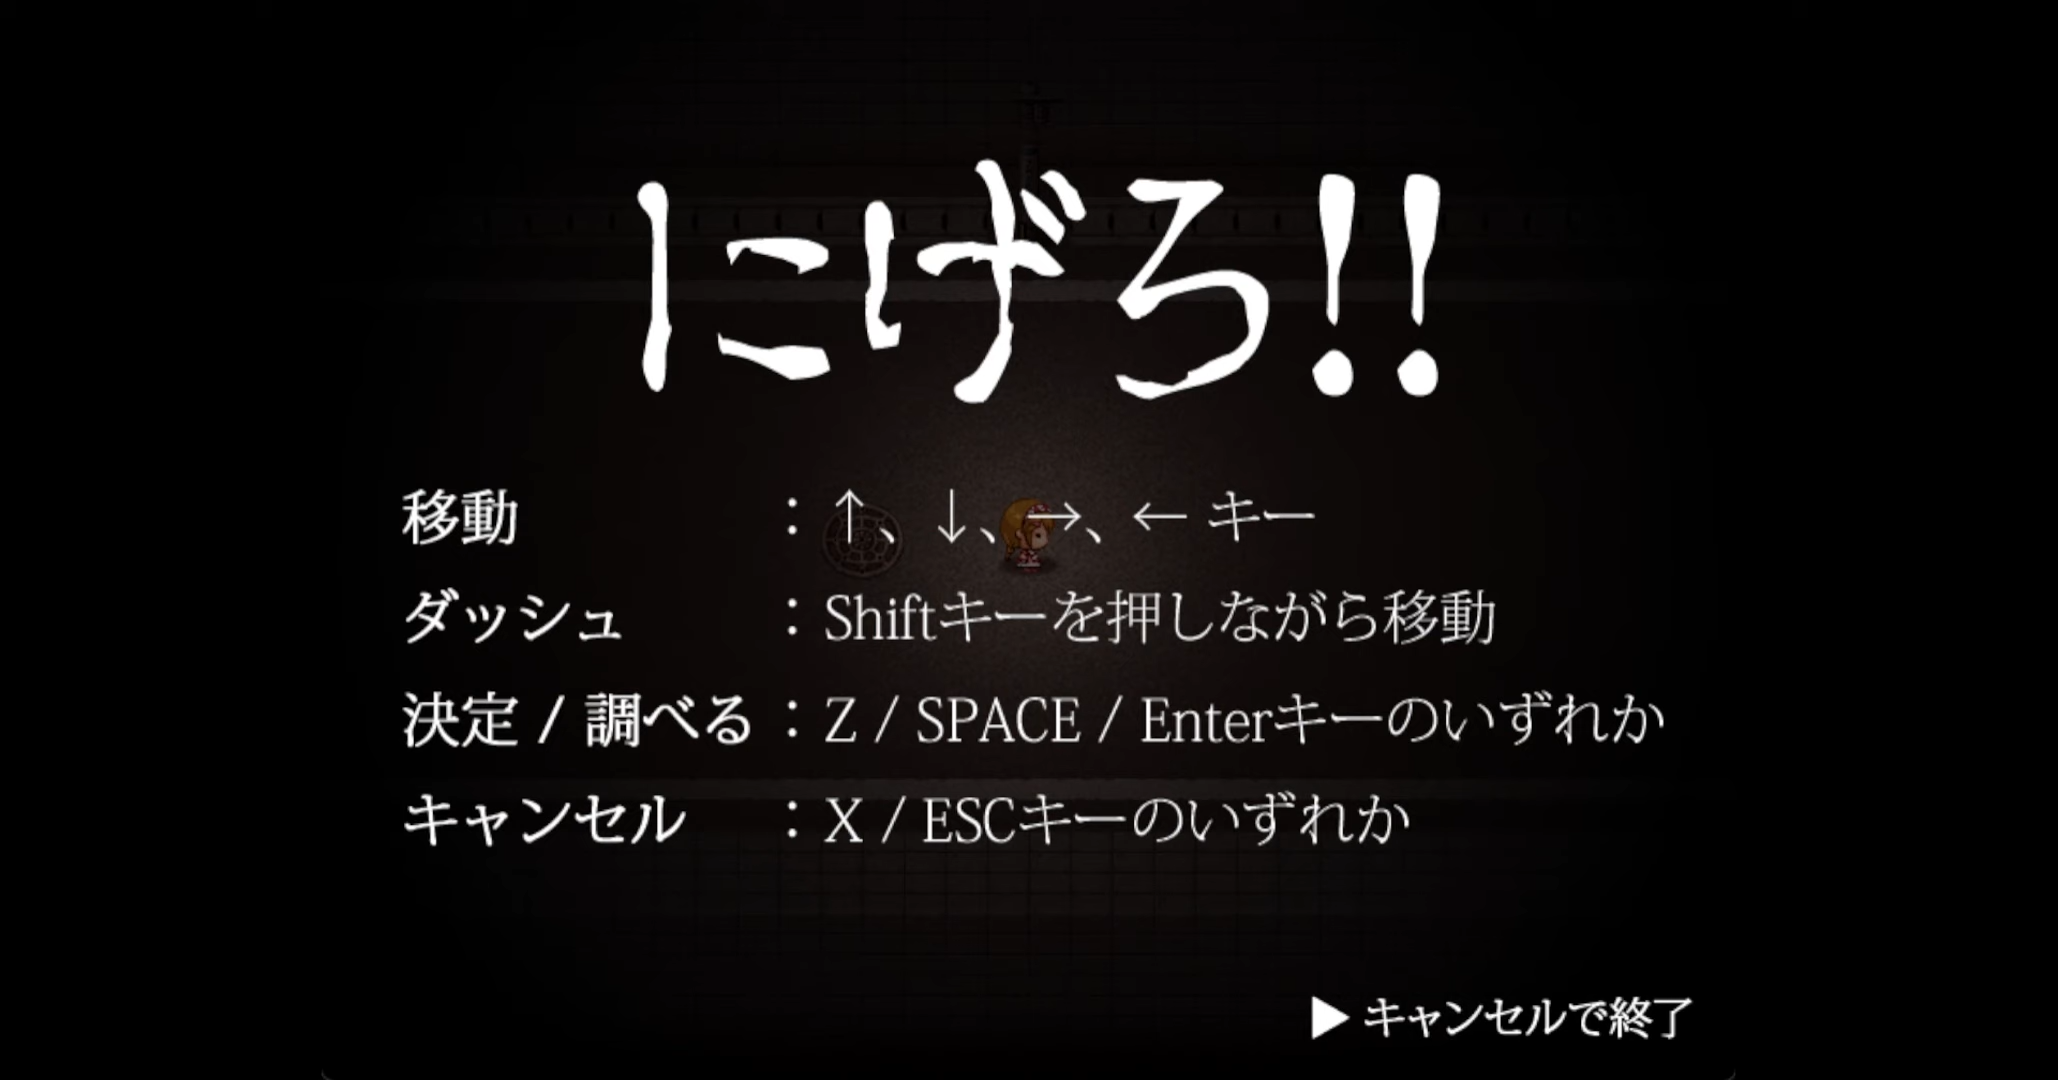 にげろ!!
移動 : ↑、↓、→、← キー
ダッシュ : Shiftキーを押しながら移動
決定 / 調べる : Z / SPACE / Enterキーのいずれか
キャンセル : X / ESCキーのいずれか
▶ キャンセルで終了